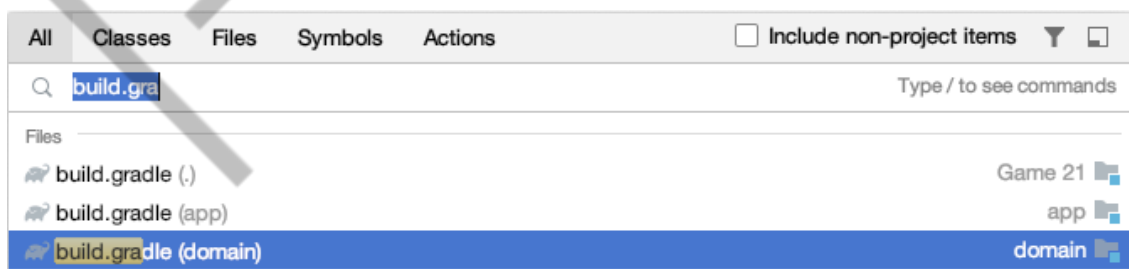 All Classes Files Symbols Actions Include non-project items
build.gra Type / to see commands
Files
build.gradle (.) Game 21
build.gradle (app) app
build.gradle (domain) domain